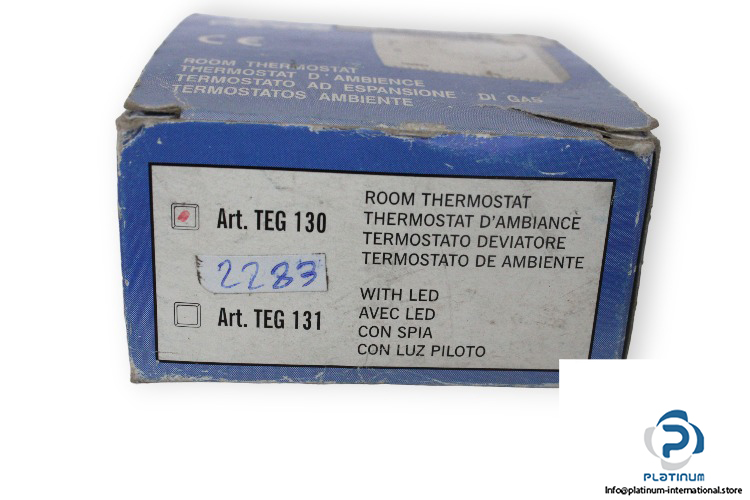 CE
ROOM THERMOSTAT
THERMOSTAT D'AMBIENCE
TERMOSTATO AD ESPANSIONE DI GAS
TERMOSTATOS AMBIENTE
Art. TEG 130
ROOM THERMOSTAT
THERMOSTAT D'AMBIANCE
TERMOSTATO DEVIATORE
TERMOSTATO DE AMBIENTE
2283
Art. TEG 131
WITH LED
AVEC LED
CON SPIA
CON LUZ PILOTO
PLATINUM
Info@platinum-international.store